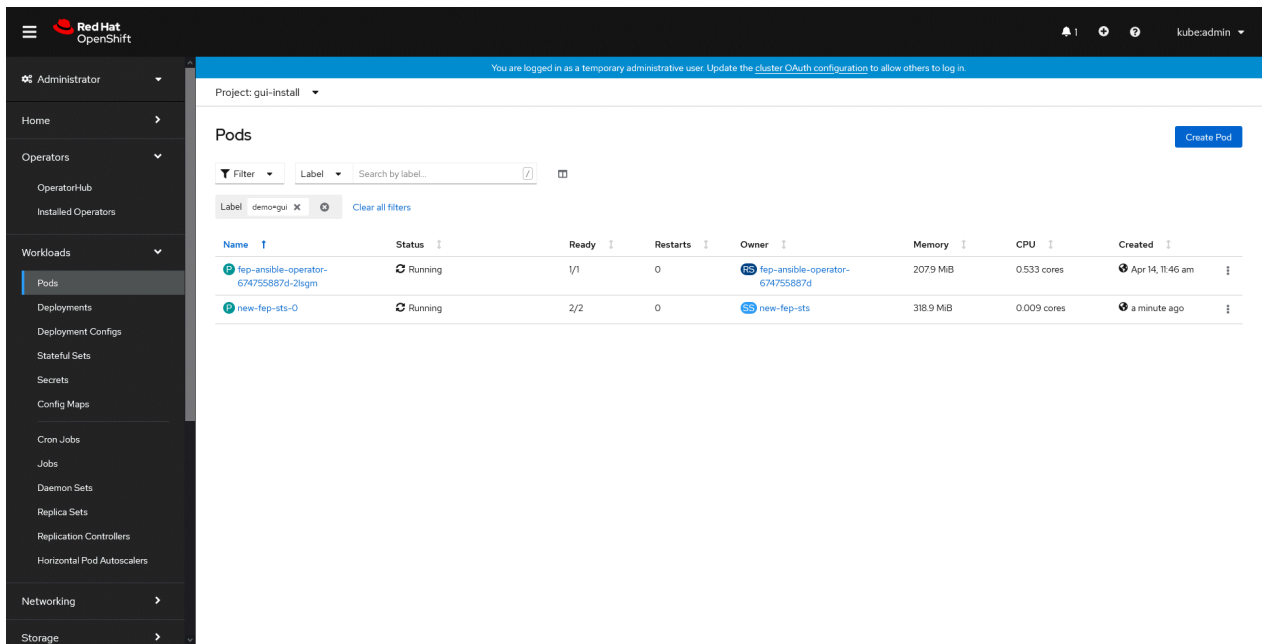 Red Hat
OpenShift
1
kube:admin
Administrator
You are logged in as a temporary administrative user. Update the cluster OAuth configuration to allow others to log in.
Project: gui-install
Home
Operators
OperatorHub
Installed Operators
Workloads
Pods
Deployments
Deployment Configs
Stateful Sets
Secrets
Config Maps
Cron Jobs
Jobs
Daemon Sets
Replica Sets
Replication Controllers
Horizontal Pod Autoscalers
Networking
Storage
Pods
Create Pod
Filter Label Search by label... /
Label demo=gui Clear all filters
Name Status Ready Restarts Owner Memory CPU Created
P fep-ansible-operator-674755887d-2lsgm Running 1/1 0 RS fep-ansible-operator-674755887d 207.9 MiB 0.533 cores Apr 14, 11:46 am
P new-fep-sts-0 Running 2/2 0 SS new-fep-sts 318.9 MiB 0.009 cores a minute ago